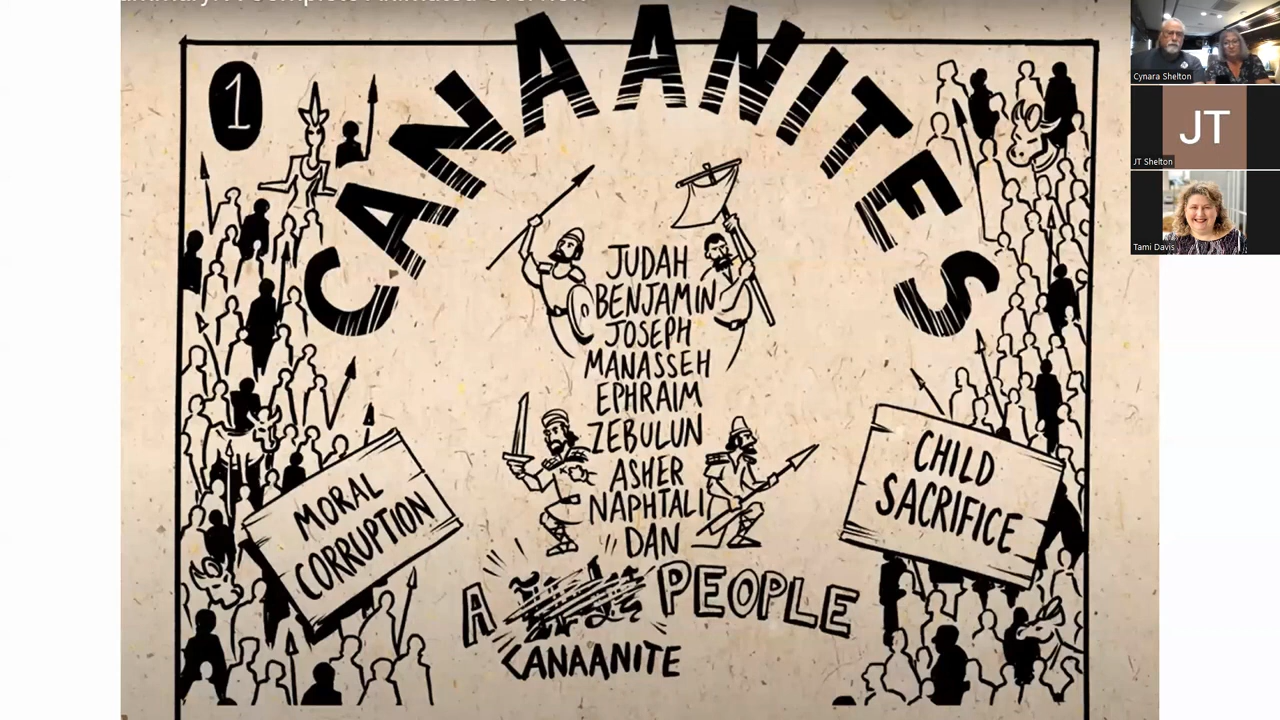 1
CANAANITES
JUDAH
BENJAMIN
JOSEPH
MANASSEH
EPHRAIM
ZEBULUN
ASHER
NAPHTALI
DAN
MORAL
CORRUPTION
CHILD
SACRIFICE
A PEOPLE
CANAANITE
Cynara Shelton
JT
JT Shelton
Tami Davis